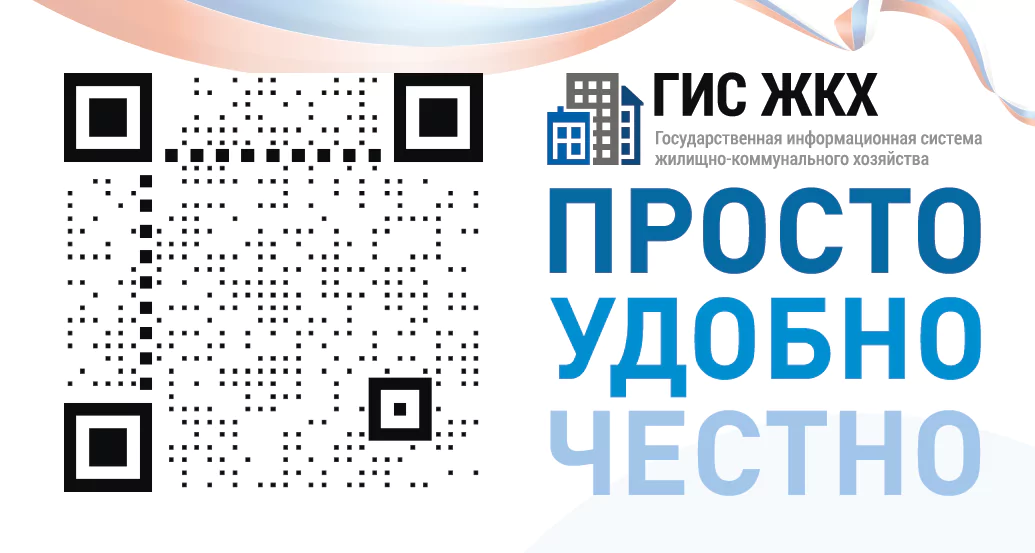 ГИС ЖКХ
Государственная информационная система
жилищно-коммунального хозяйства
ПРОСТО
УДОБНО
ЧЕСТНО